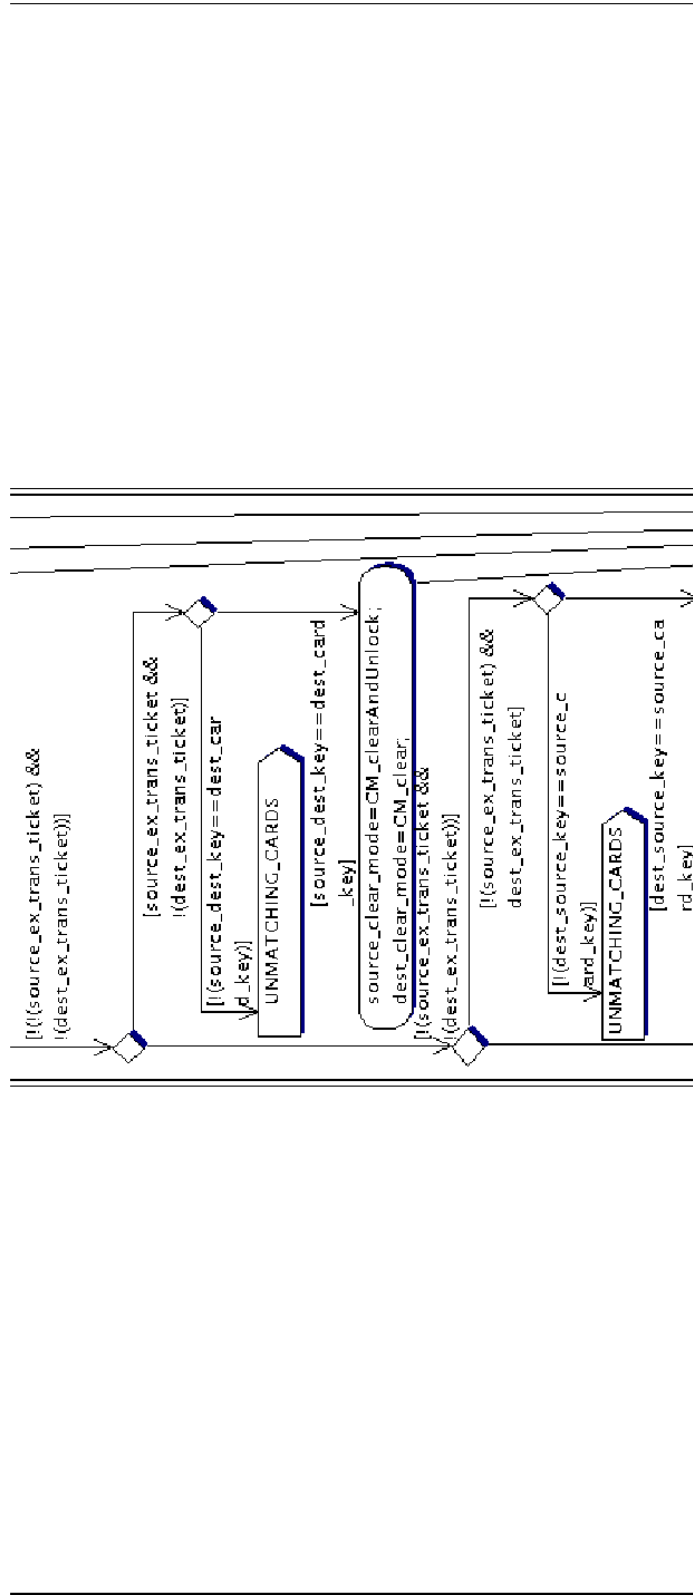 [!(!(source_ex_trans_ticket) &&
!(dest_ex_trans_ticket))]
[source_ex_trans_ticket &&
!(dest_ex_trans_ticket)]
[!(source_dest_key==dest_car
d_key)]
UNMATCHING_CARDS
[source_dest_key==dest_card
_key]
source_clear_mode=CM_clearAndUnlock;
dest_clear_mode=CM_clear;
[!(source_ex_trans_ticket &&
!(dest_ex_trans_ticket))]
[!(source_ex_trans_ticket) &&
dest_ex_trans_ticket]
[!(dest_source_key==source_c
ard_key)]
UNMATCHING_CARDS
[dest_source_key==source_ca
rd_key]